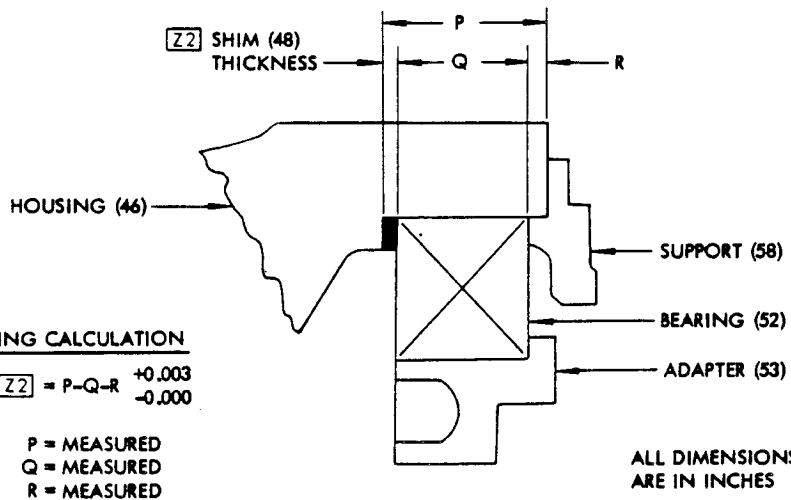 P
Z2 SHIM (48)
THICKNESS
Q
R
HOUSING (46)
SUPPORT (58)
BEARING (52)
ADAPTER (53)
ING CALCULATION
Z2 = P-Q-R +0.003
-0.000
P = MEASURED
Q = MEASURED
R = MEASURED
ALL DIMENSIONS
ARE IN INCHES